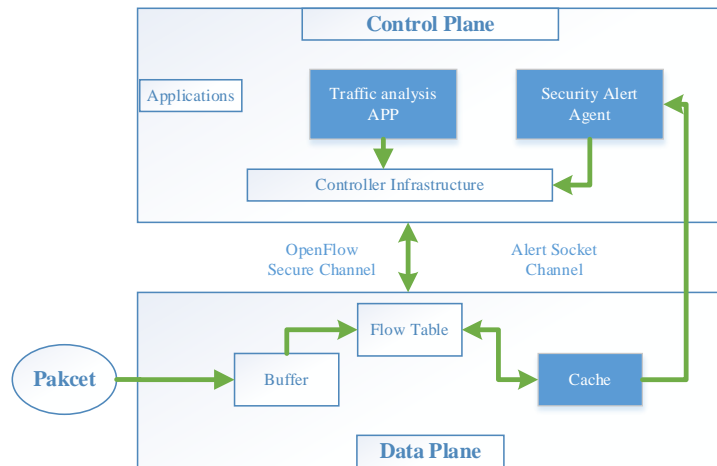 Control Plane
Applications
Traffic analysis
APP
Security Alert
Agent
Controller Infrastructure
OpenFlow
Secure Channel
Alert Socket
Channel
Flow Table
Pakcet
Buffer
Cache
Data Plane